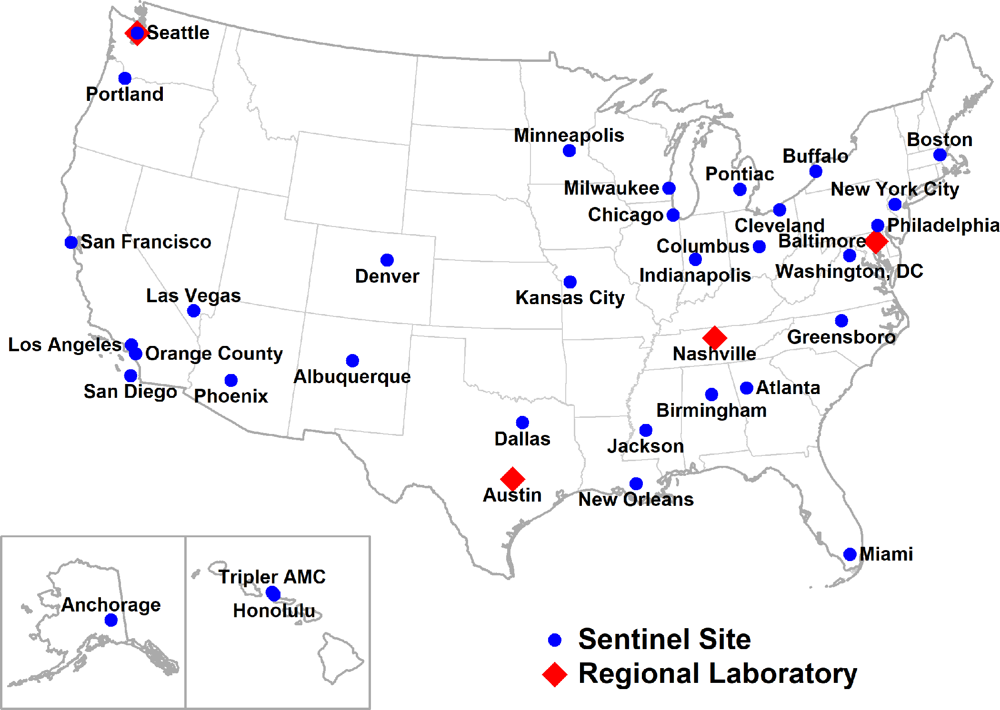 Seattle
Portland
Minneapolis
Boston
Buffalo
Pontiac
Milwaukee
New York City
Chicago
Cleveland
Philadelphia
San Francisco
Columbus
Baltimore
Denver
Indianapolis
Washington, DC
Las Vegas
Kansas City
Los Angeles
Orange County
Greensboro
Nashville
Albuquerque
San Diego
Phoenix
Atlanta
Birmingham
Dallas
Jackson
Austin
New Orleans
Miami
Tripler AMC
Anchorage
Honolulu
Sentinel Site
Regional Laboratory